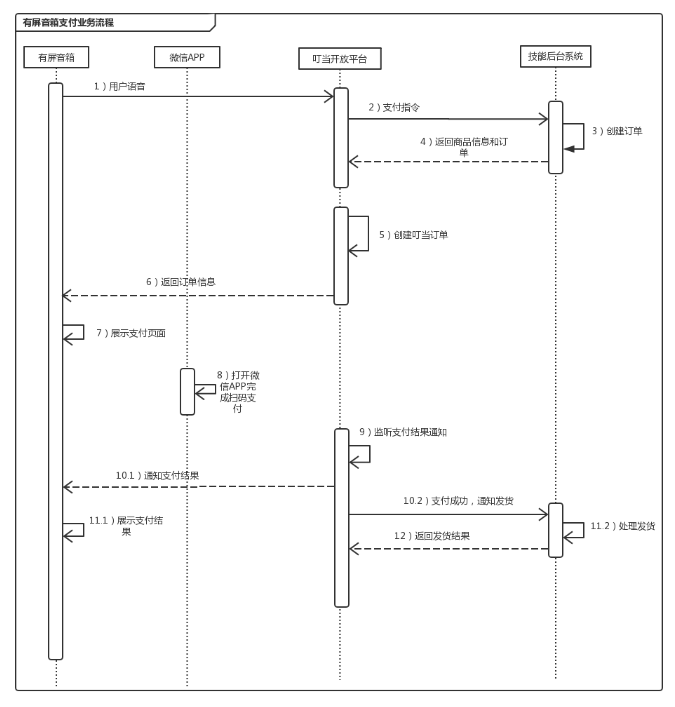 有屏音箱支付业务流程
有屏音箱
微信APP
叮当开放平台
技能后台系统
1）用户语音
2）支付指令
3）创建订单
4）返回商品信息和订
单
5）创建叮当订单
6）返回订单信息
7）展示支付页面
8）打开微
信APP完
成扫码支
付
9）监听支付结果通知
10.1）通知支付结果
10.2）支付成功，通知发货
11.1）展示支付结
果
11.2）处理发货
12）返回发货结果